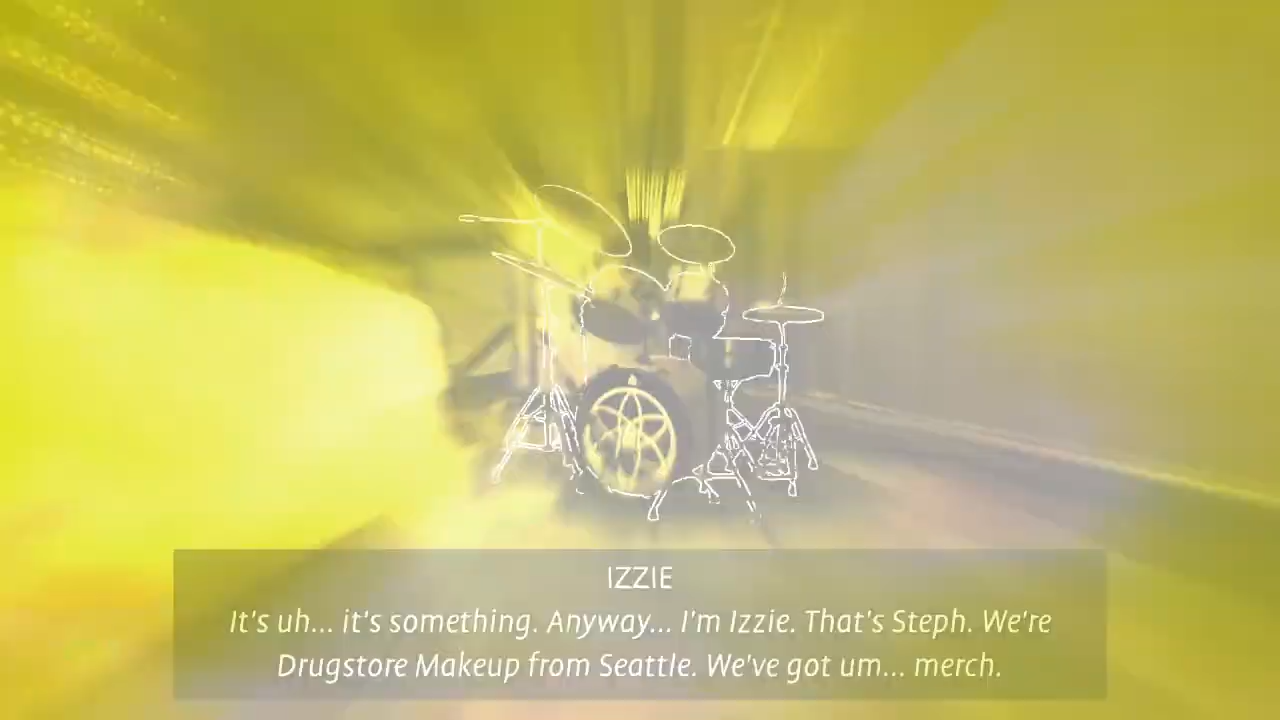 IZZIE
It's uh... it's something. Anyway... I'm Izzie. That's Steph. We're
Drugstore Makeup from Seattle. We've got um... merch.